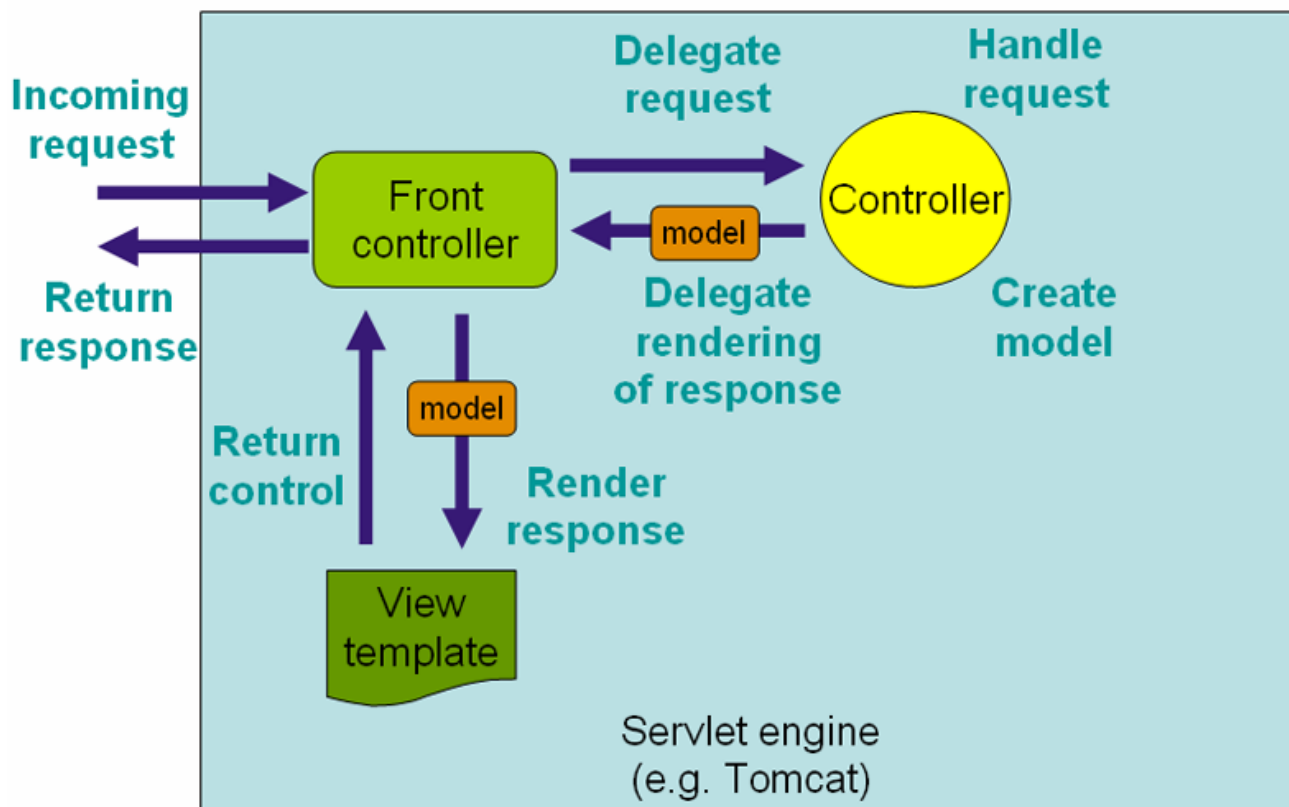 Incoming
request
Return
response
Front
controller
Delegate
request
Handle
request
Controller
Create
model
model
Delegate
rendering
of response
Return
control
model
Render
response
View
template
Servlet engine
(e.g. Tomcat)